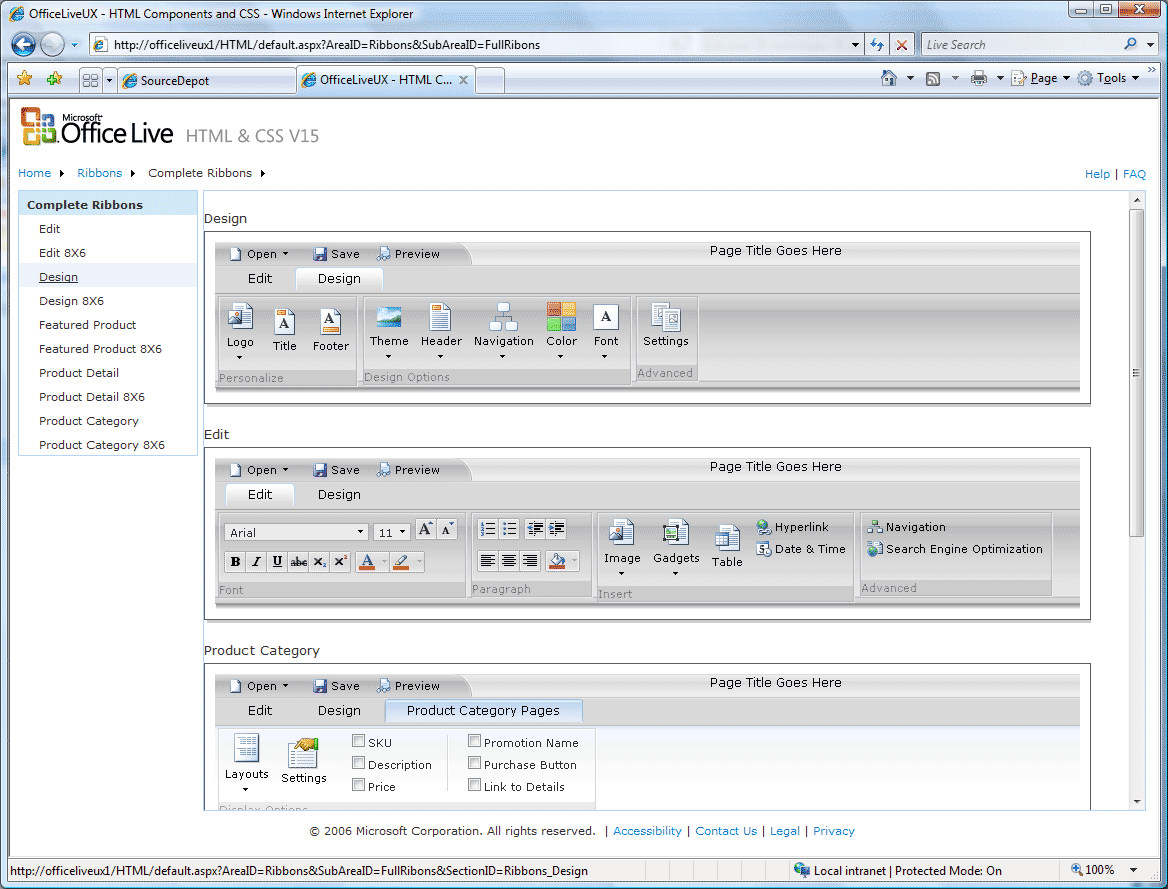 OfficeLiveUX - HTML Components and CSS - Windows Internet Explorer
http://officeliveux1/HTML/default.aspx?AreaID=Ribbons&SubAreaID=FullRibons
Live Search
SourceDepot
OfficeLiveUX - HTML C...
Page
Tools
Microsoft
Office Live HTML & CSS V15
Home Ribbons Complete Ribbons
Help | FAQ
Complete Ribbons
Edit
Edit 8X6
Design
Design 8X6
Featured Product
Featured Product 8X6
Product Detail
Product Detail 8X6
Product Category
Product Category 8X6
Design
Open Save Preview Page Title Goes Here
Edit Design
Logo Title Footer Theme Header Navigation Color Font Settings
Personalize Design Options Advanced
Edit
Open Save Preview Page Title Goes Here
Edit Design
Arial 11 A A
B I U abc X2 X2 A
Font
Paragraph
Image Gadgets Table
Hyperlink
Date & Time
Insert
Navigation
Search Engine Optimization
Advanced
Product Category
Open Save Preview Page Title Goes Here
Edit Design Product Category Pages
Layouts Settings
SKU
Description
Price
Promotion Name
Purchase Button
Link to Details
Display Options
© 2006 Microsoft Corporation. All rights reserved. | Accessibility | Contact Us | Legal | Privacy
http://officeliveux1/HTML/default.aspx?AreaID=Ribbons&SubAreaID=FullRibons&SectionID=Ribbons_Design
Local intranet | Protected Mode: On
100%